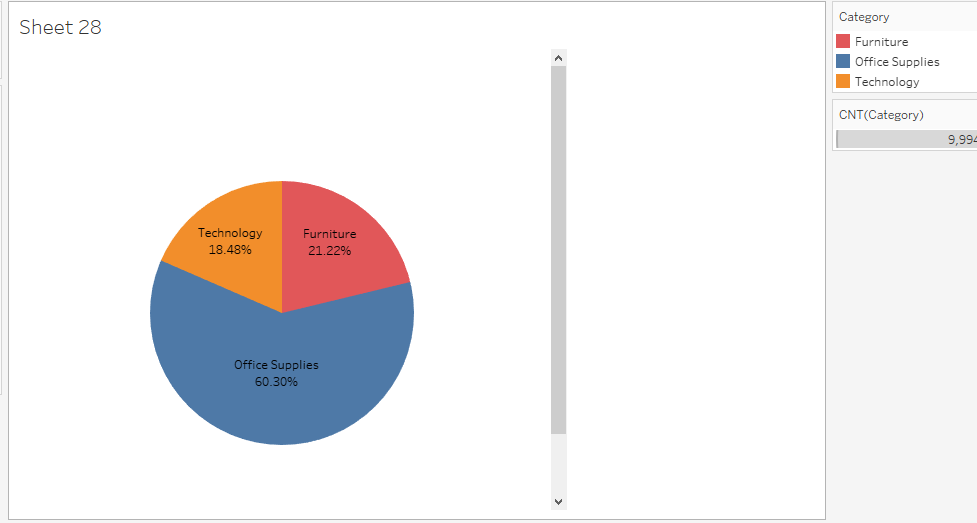 Sheet 28
Technology
18.48%
Furniture
21.22%
Office Supplies
60.30%
Category
Furniture
Office Supplies
Technology
CNT(Category)
9,994